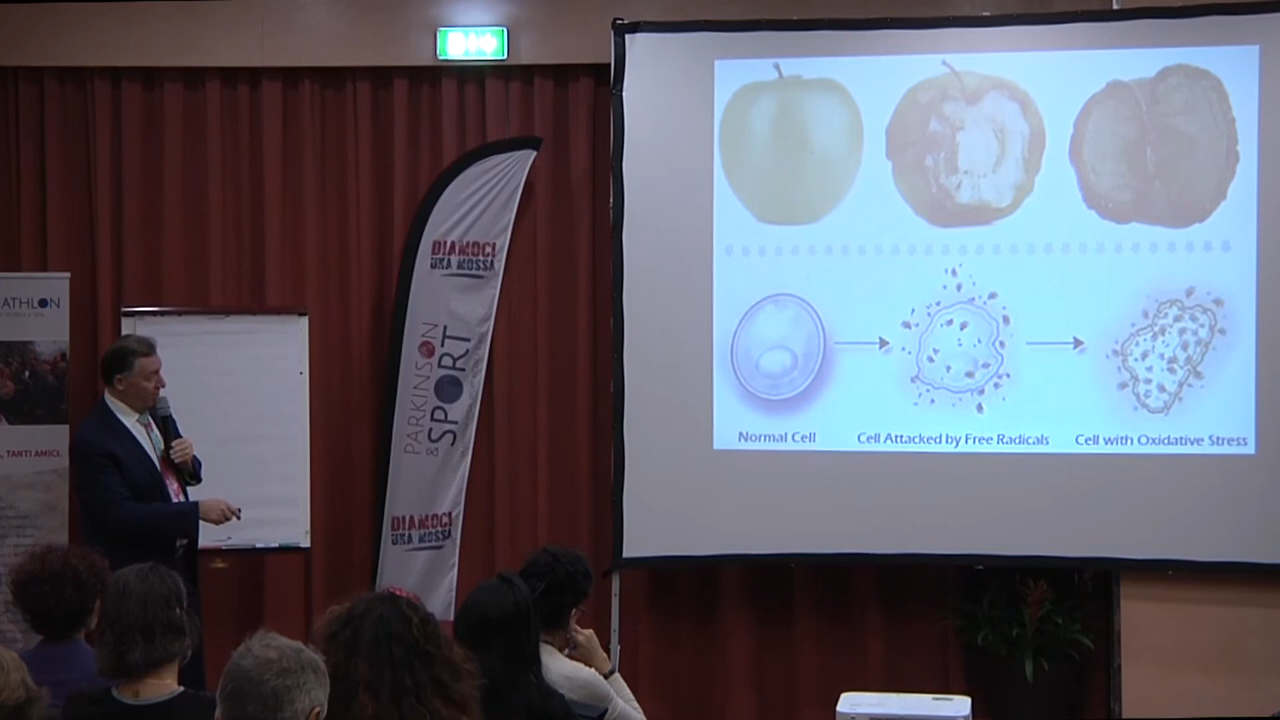 ATHLON
, TANTI AMICI.
DIAMOCI
UNA MOSSA
PARKINSON
& SPORT
DIAMOCI
UNA MOSSA
Normal Cell
Cell Attacked by Free Radicals
Cell with Oxidative Stress